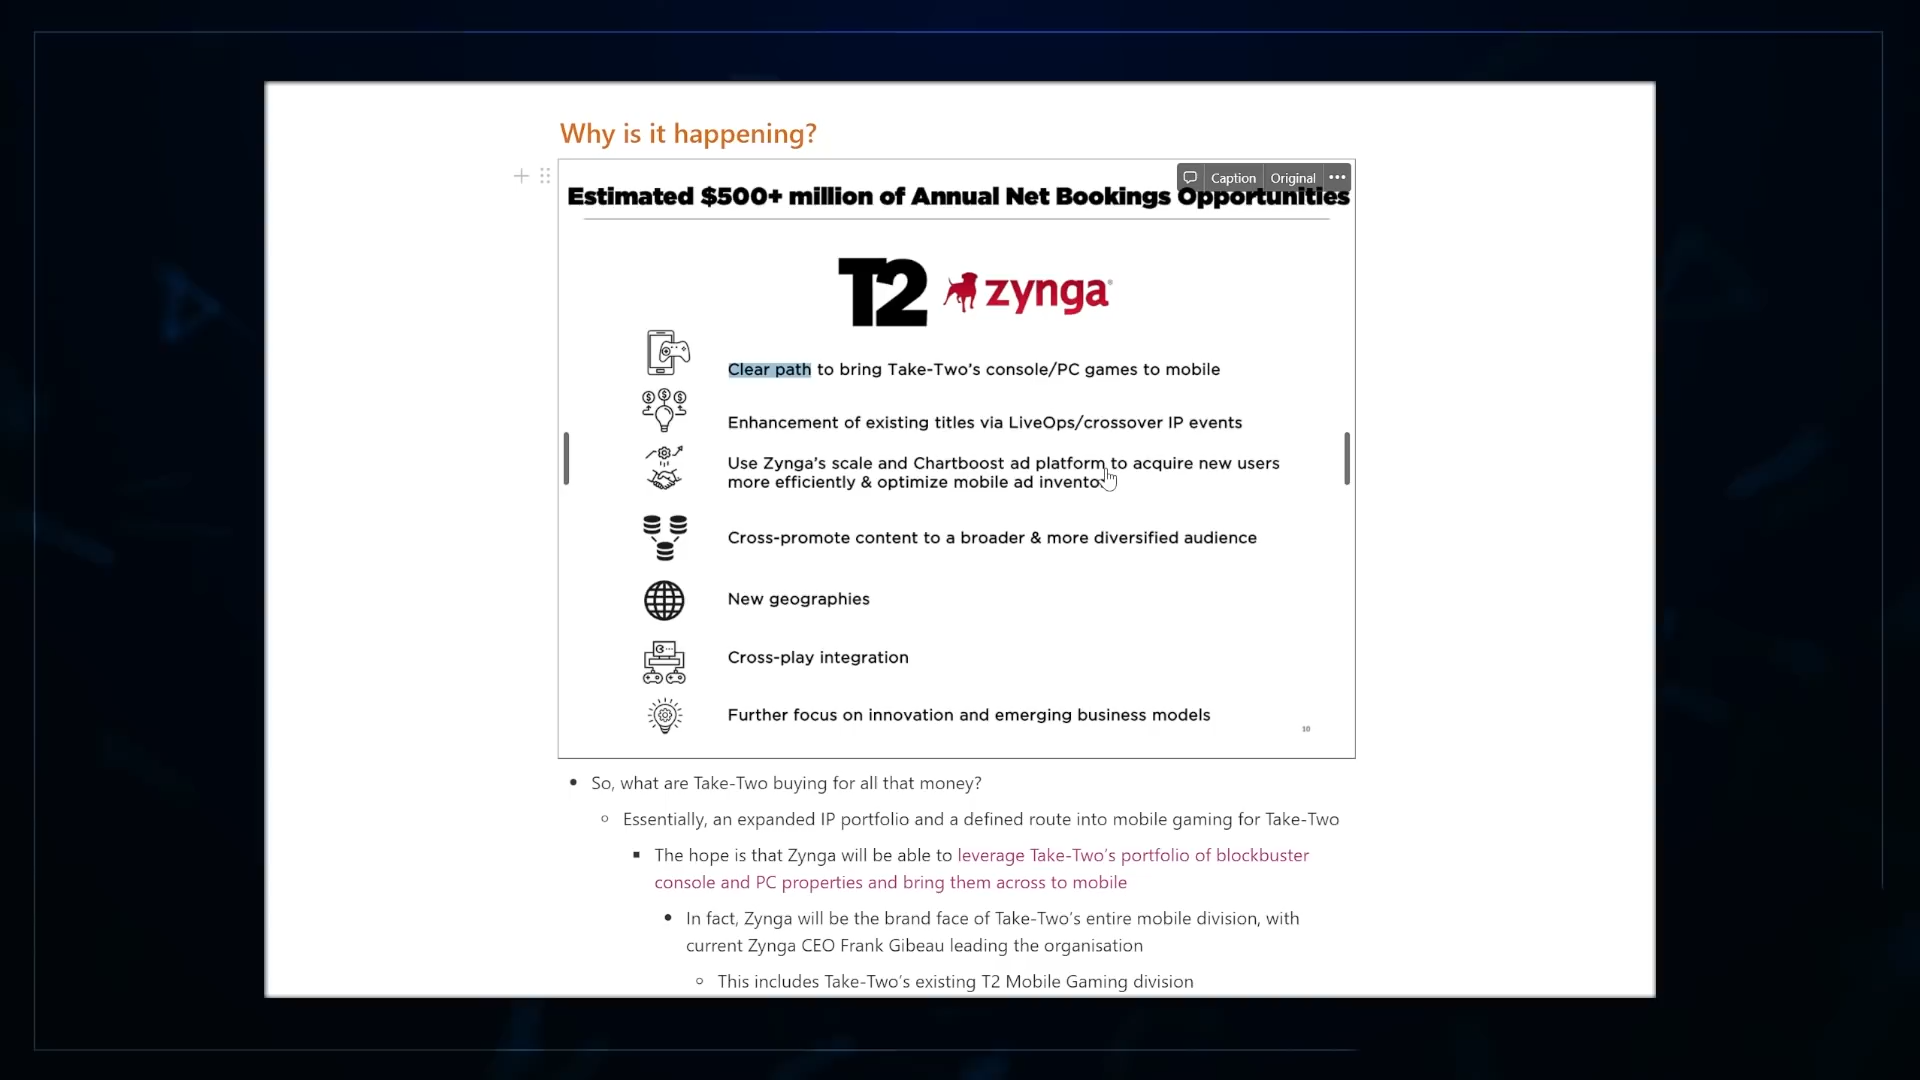 Why is it happening?
Caption Original
Estimated $500+ million of Annual Net Bookings Opportunities
T2 zynga
Clear path to bring Take-Two's console/PC games to mobile
Enhancement of existing titles via LiveOps/crossover IP events
Use Zynga's scale and Chartboost ad platform to acquire new users
more efficiently & optimize mobile ad
Cross-promote content to a broader & more diversified audience
New geographies
Cross-play integration
Further focus on innovation and emerging business models
10
• So, what are Take-Two buying for all that money?
○ Essentially, an expanded IP portfolio and a defined route into mobile gaming for Take-Two
▪ The hope is that Zynga will be able to leverage Take-Two's portfolio of blockbuster
console and PC properties and bring them across to mobile
• In fact, Zynga will be the brand face of Take-Two's entire mobile division, with
current Zynga CEO Frank Gibeau leading the organisation
○ This includes Take-Two's existing T2 Mobile Gaming division